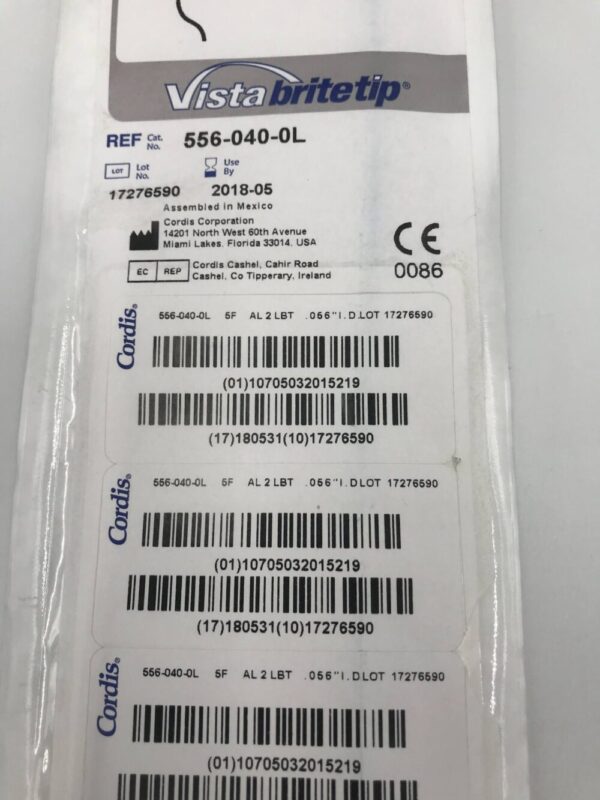 Vista britetip®
REF Cat. No. 556-040-0L
LOT Lot No. Use By
17276590 2018-05
Assembled in Mexico
Cordis Corporation
14201 North West 60th Avenue
Miami Lakes, Florida 33014, USA
CE
0086
EC REP Cordis Cashel, Cahir Road
Cashel, Co Tipperary, Ireland
Cordis®
556-040-0L 5F AL 2 LBT .056"I.D.LOT 17276590
(01)10705032015219
(17)180531(10)17276590
Cordis®
556-040-0L 5F AL 2 LBT .056"I.D.LOT 17276590
(01)10705032015219
(17)180531(10)17276590
Cordis®
556-040-0L 5F AL 2 LBT .056"I.D.LOT 17276590
(01)10705032015219